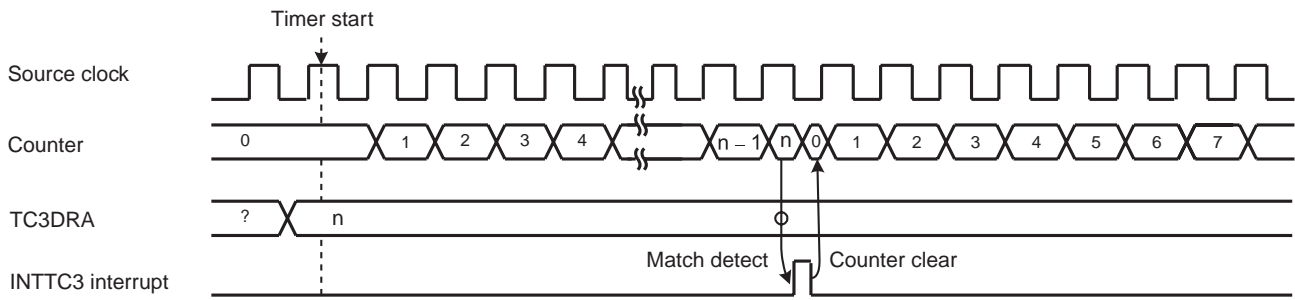 Timer start
Source clock
Counter 0 1 2 3 4 n – 1 n 0 1 2 3 4 5 6 7
TC3DRA ? n
Match detect Counter clear
INTTC3 interrupt